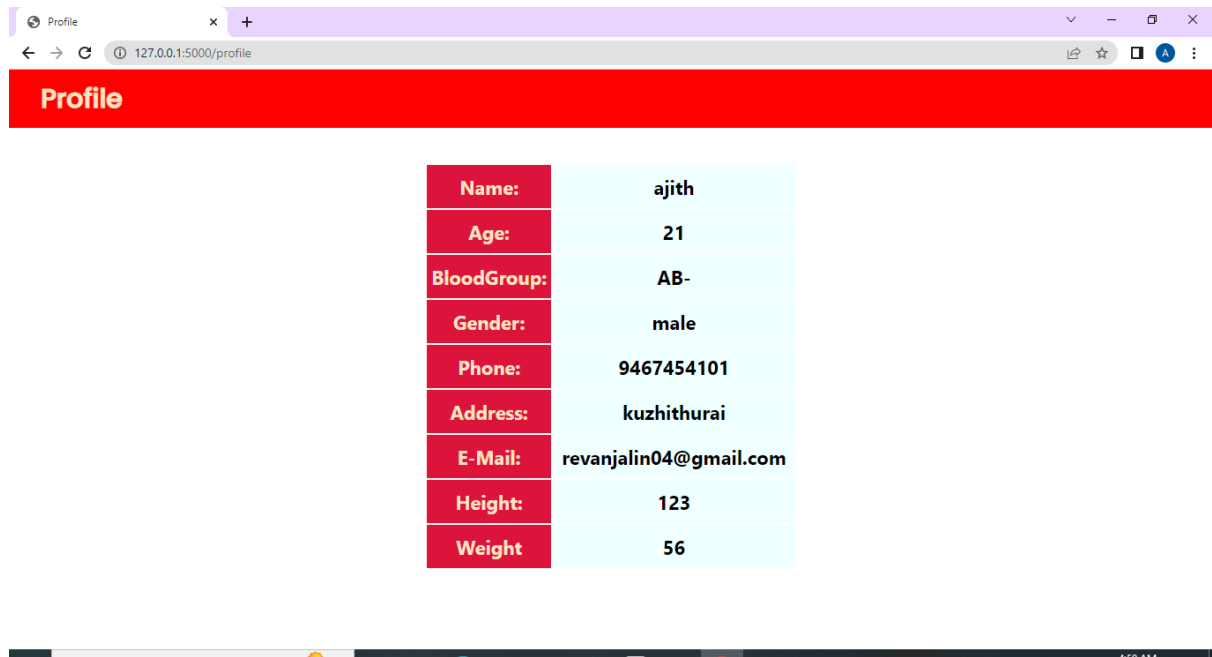 Profile
127.0.0.1:5000/profile
A
Profile
Name: ajith
Age: 21
BloodGroup: AB-
Gender: male
Phone: 9467454101
Address: kuzhithurai
E-Mail: revanjalin04@gmail.com
Height: 123
Weight 56